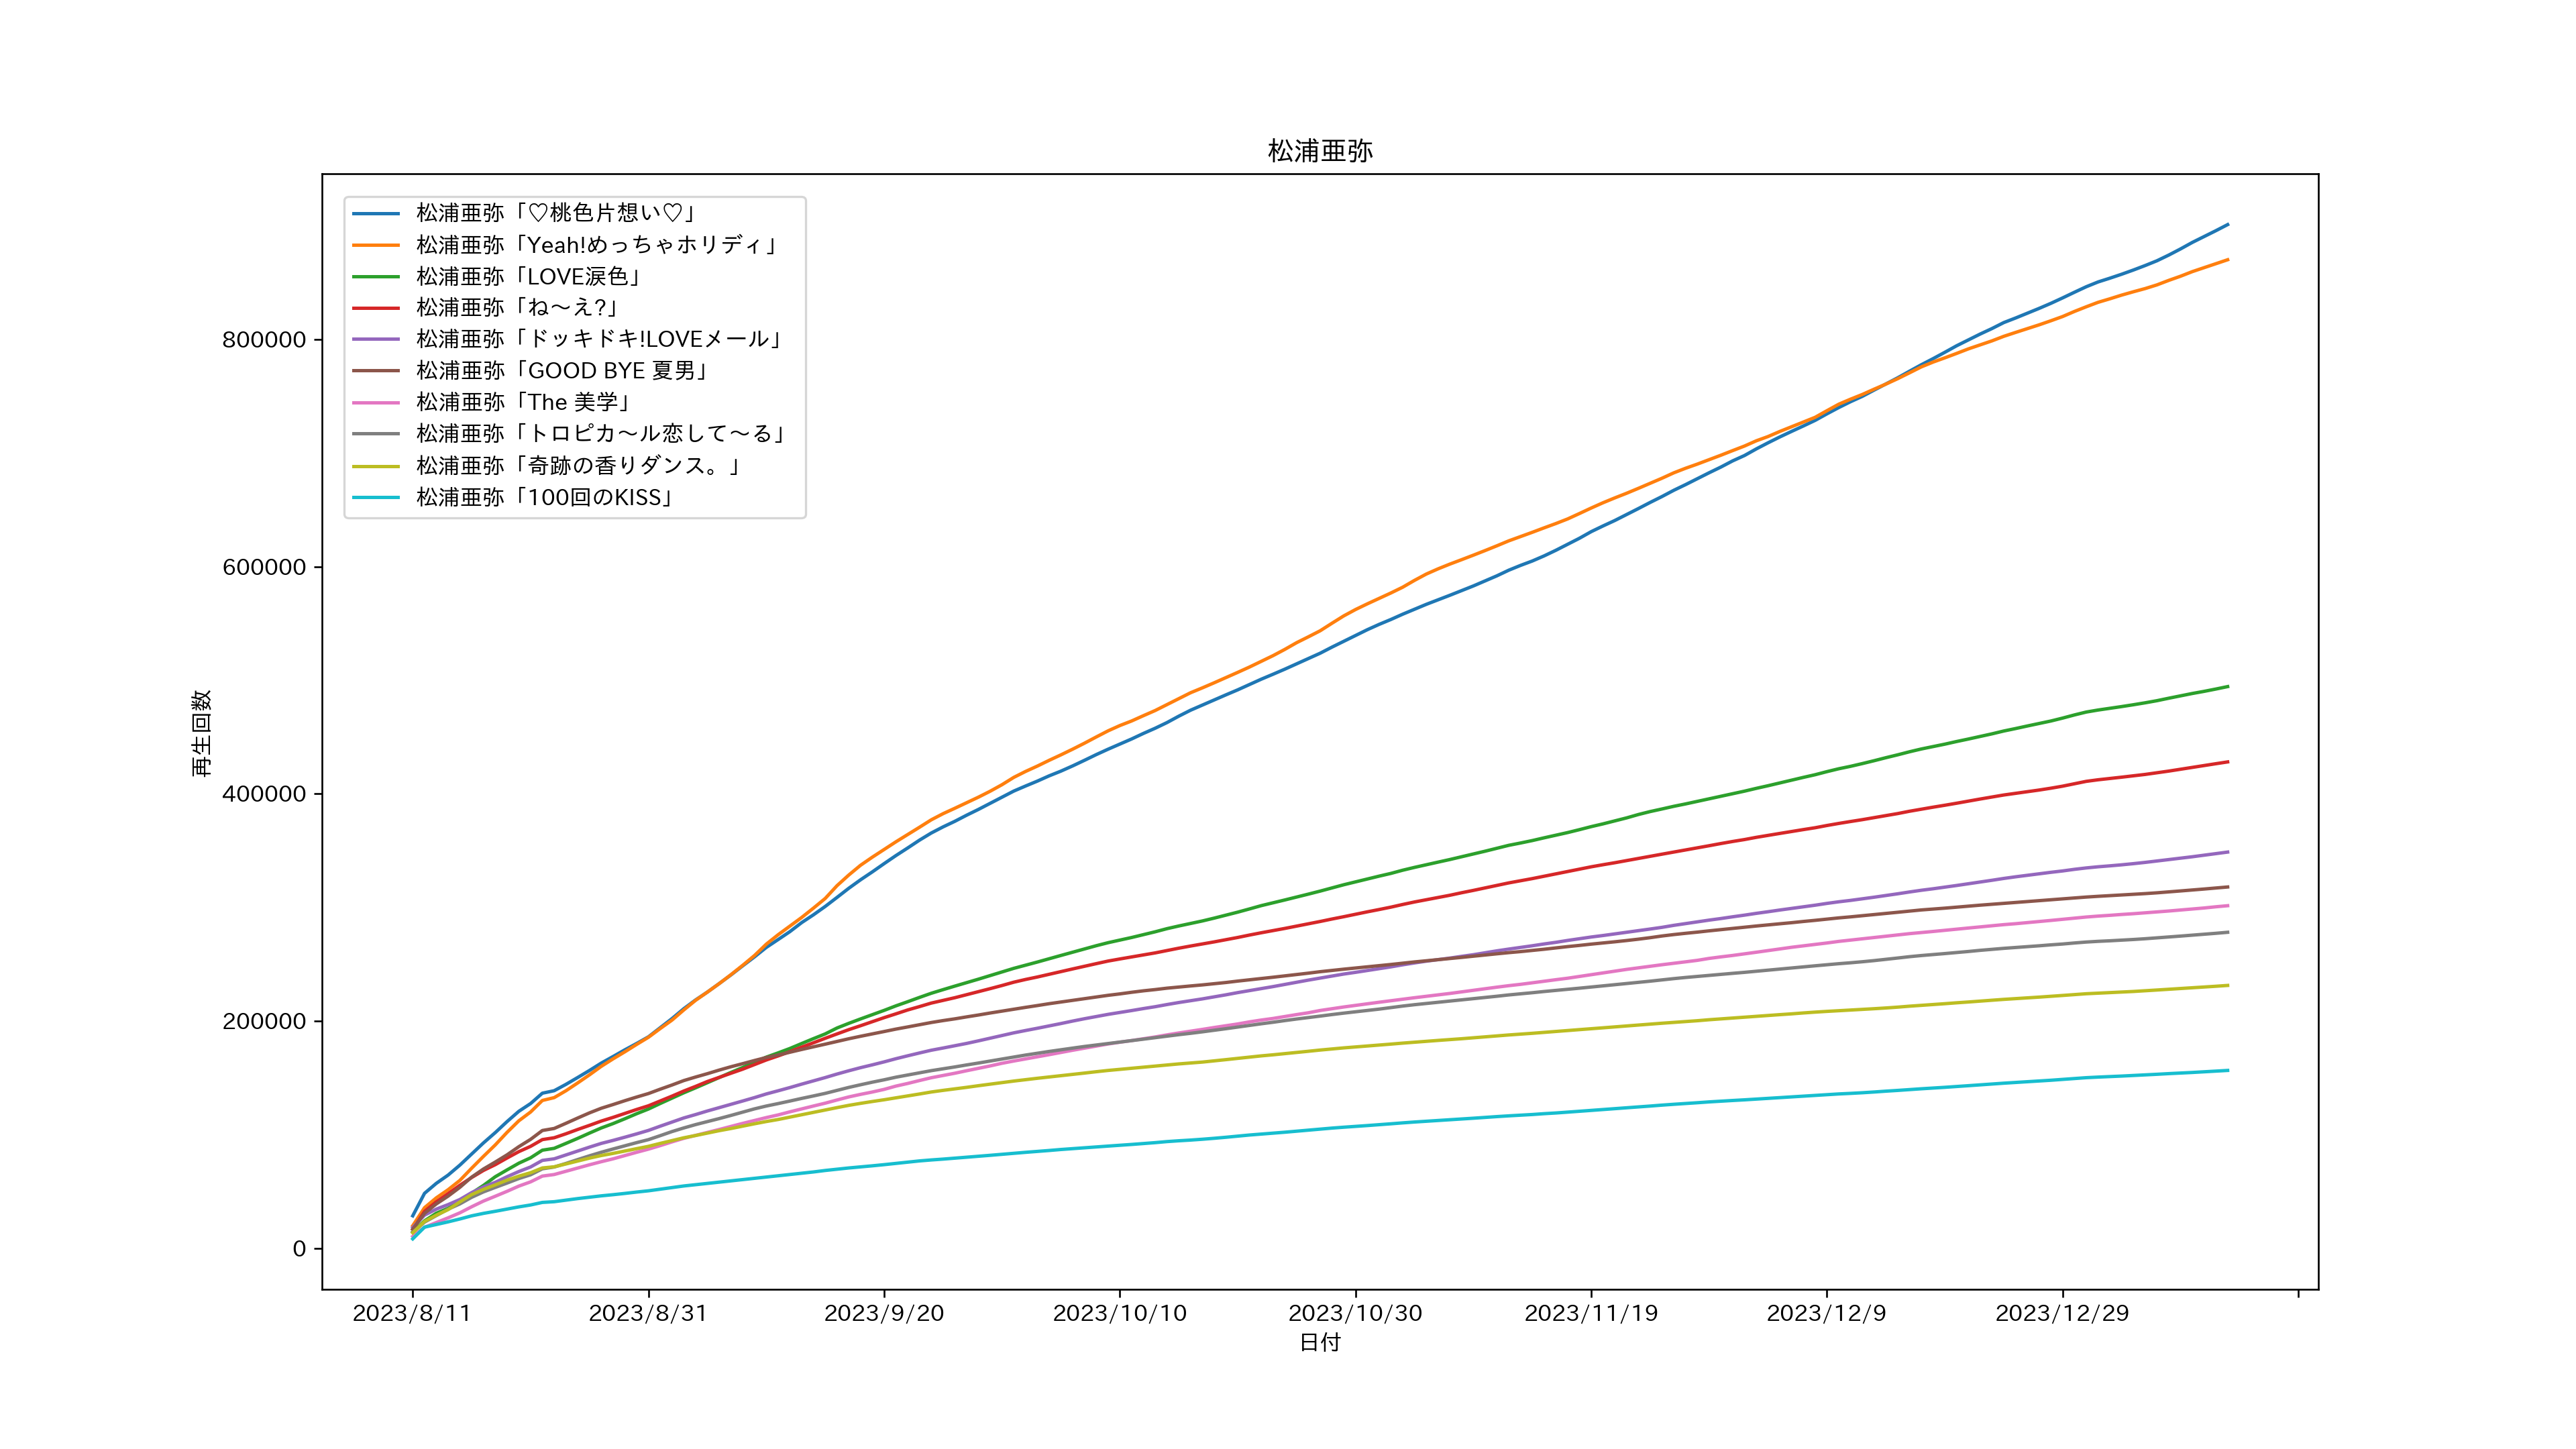 松浦亜弥
松浦亜弥「♡桃色片想い♡」
松浦亜弥「Yeah!めっちゃホリディ」
松浦亜弥「LOVE涙色」
松浦亜弥「ね〜え?」
松浦亜弥「ドッキドキ!LOVEメール」
松浦亜弥「GOOD BYE 夏男」
松浦亜弥「The 美学」
松浦亜弥「トロピカ〜ル恋して〜る」
松浦亜弥「奇跡の香りダンス。」
松浦亜弥「100回のKISS」
800000
600000
400000
200000
0
再生回数
2023/8/11 2023/8/31 2023/9/20 2023/10/10 2023/10/30 2023/11/19 2023/12/9 2023/12/29
日付